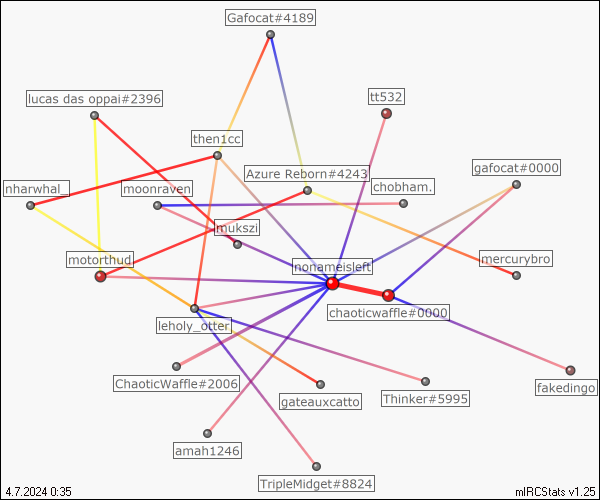 Gafocat#4189
lucas das oppai#2396
tt532
then1cc
Azure Reborn#4243
gafocat#0000
nharwhal_
moonraven
chobham.
mukszi
motorthud
nonameisleft
mercurybro
chaoticwaffle#0000
leholy_otter
ChaoticWaffle#2006
gateauxcatto
Thinker#5995
fakedingo
amah1246
TripleMidget#8824
4.7.2024 0:35
mIRCStats v1.25